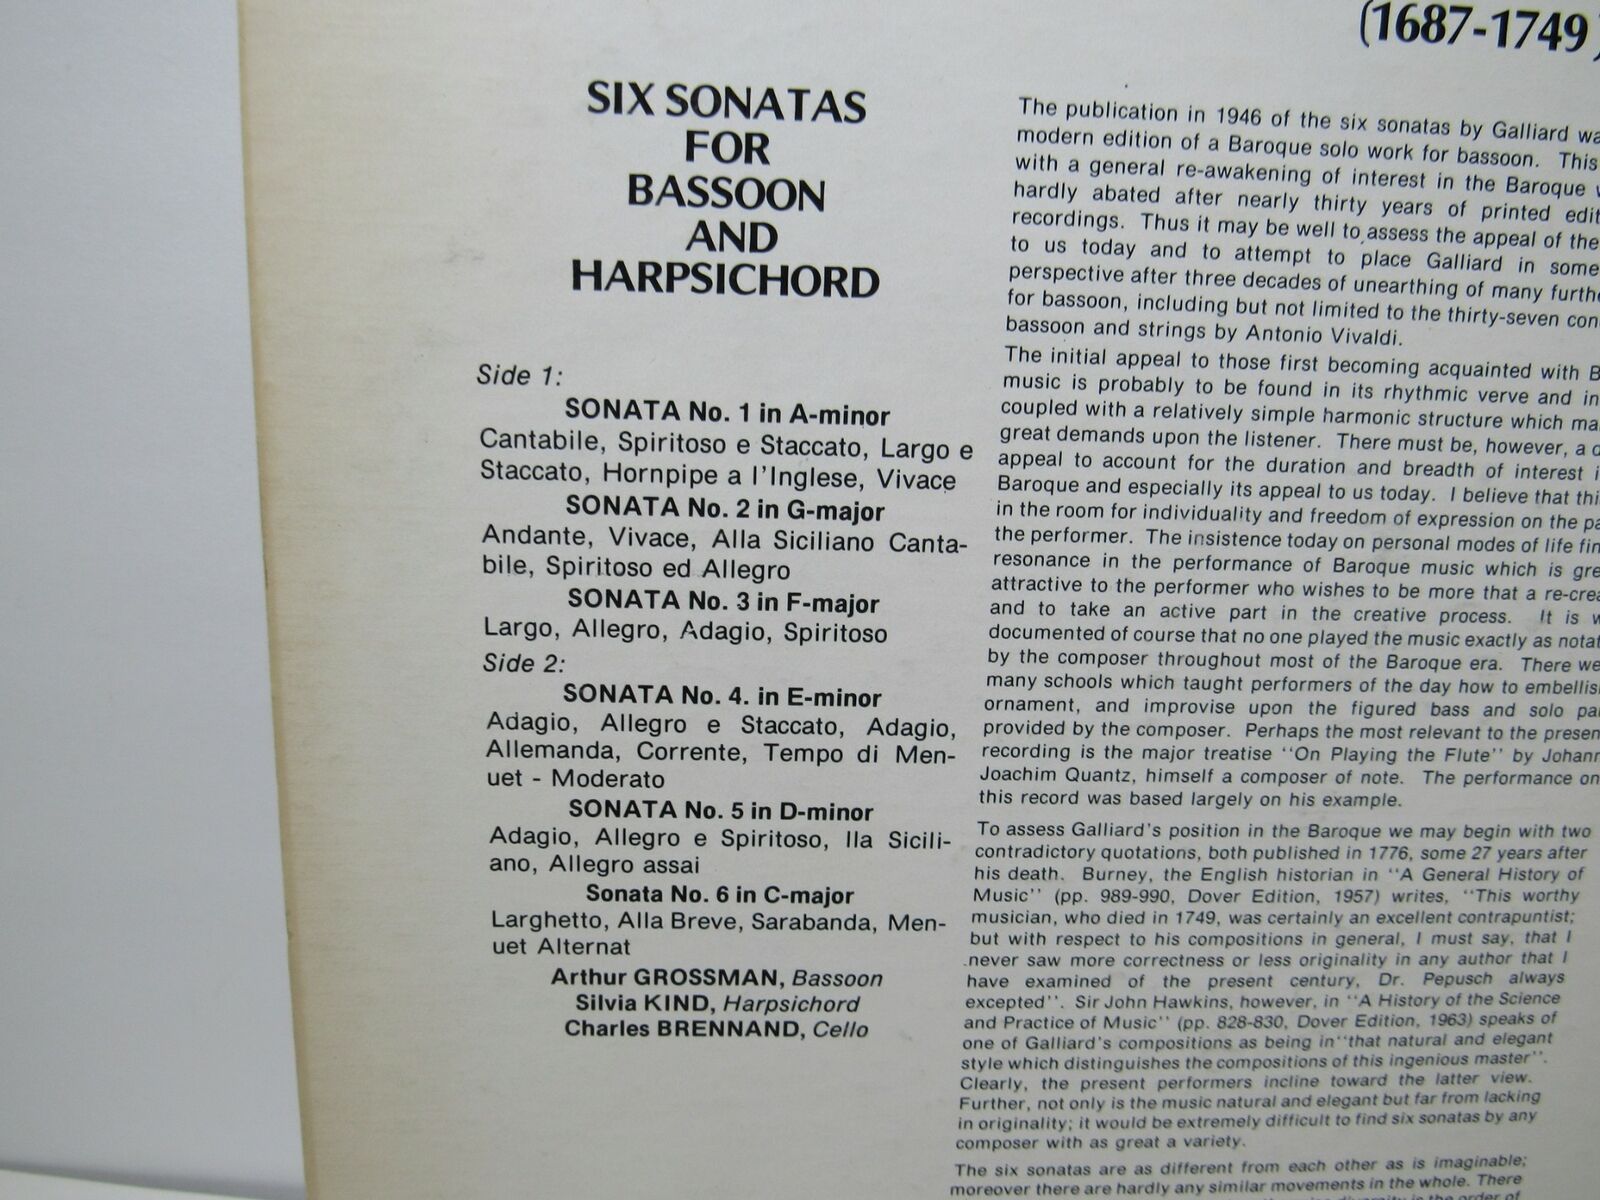 (1687-1749)
SIX SONATAS
FOR
BASSOON
AND
HARPSICHORD
Side 1:
SONATA No. 1 in A-minor
Cantabile, Spiritoso e Staccato, Largo e
Staccato, Hornpipe a l'Inglese, Vivace
SONATA No. 2 in G-major
Andante, Vivace, Alla Siciliano Canta-
bile, Spiritoso ed Allegro
SONATA No. 3 in F-major
Largo, Allegro, Adagio, Spiritoso
Side 2:
SONATA No. 4. in E-minor
Adagio, Allegro e Staccato, Adagio,
Allemanda, Corrente, Tempo di Men-
uet - Moderato
SONATA No. 5 in D-minor
Adagio, Allegro e Spiritoso, lla Sicili-
ano, Allegro assai
Sonata No. 6 in C-major
Larghetto, Alla Breve, Sarabanda, Men-
uet Alternat
Arthur GROSSMAN, Bassoon
Silvia KIND, Harpsichord
Charles BRENNAND, Cello
The publication in 1946 of the six sonatas by Galliard
modern edition of a Baroque solo work for bassoon. This
with a general re-awakening of interest in the Baroque
hardly abated after nearly thirty years of printed
recordings. Thus it may be well to assess the appeal of
to us today and to attempt to place Galliard in some
perspective after three decades of unearthing of many
for bassoon, including but not limited to the thirty-seven
bassoon and strings by Antonio Vivaldi.
The initial appeal to those first becoming acquainted with
music is probably to be found in its rhythmic verve and
coupled with a relatively simple harmonic structure which
great demands upon the listener. There must be, however, a
appeal to account for the duration and breadth of interest
Baroque and especially its appeal to us today. I believe that
in the room for individuality and freedom of expression on the
the performer. The insistence today on personal modes of life
resonance in the performance of Baroque music which is
attractive to the performer who wishes to be more that a
and to take an active part in the creative process. It is
documented of course that no one played the music exactly as
by the composer throughout most of the Baroque era. There
many schools which taught performers of the day how to
ornament, and improvise upon the figured bass and solo
provided by the composer. Perhaps the most relevant to the
recording is the major treatise "On Playing the Flute" by
Joachim Quantz, himself a composer of note. The performance on
this record was based largely on his example.
To assess Galliard's position in the Baroque we may begin with two
contradictory quotations, both published in 1776, some 27 years after
his death. Burney, the English historian in "A General History of
Music" (pp. 989-990, Dover Edition, 1957) writes, "This worthy
musician, who died in 1749, was certainly an excellent contrapuntist;
but with respect to his compositions in general, I must say, that I
never saw more correctness or less originality in any author that I
have examined of the present century, Dr. Pepusch always
excepted". Sir John Hawkins, however, in "A History of the Science
and Practice of Music" (pp. 828-830, Dover Edition, 1963) speaks of
one of Galliard's compositions as being in "that natural and elegant
style which distinguishes the compositions of this ingenious master".
Clearly, the present performers incline toward the latter view.
Further, not only is the music natural and elegant but far from lacking
in originality; it would be extremely difficult to find six sonatas by any
composer with as great a variety.
The six sonatas are as different from each other as is imaginable;
moreover there are hardly any similar movements in the whole. There